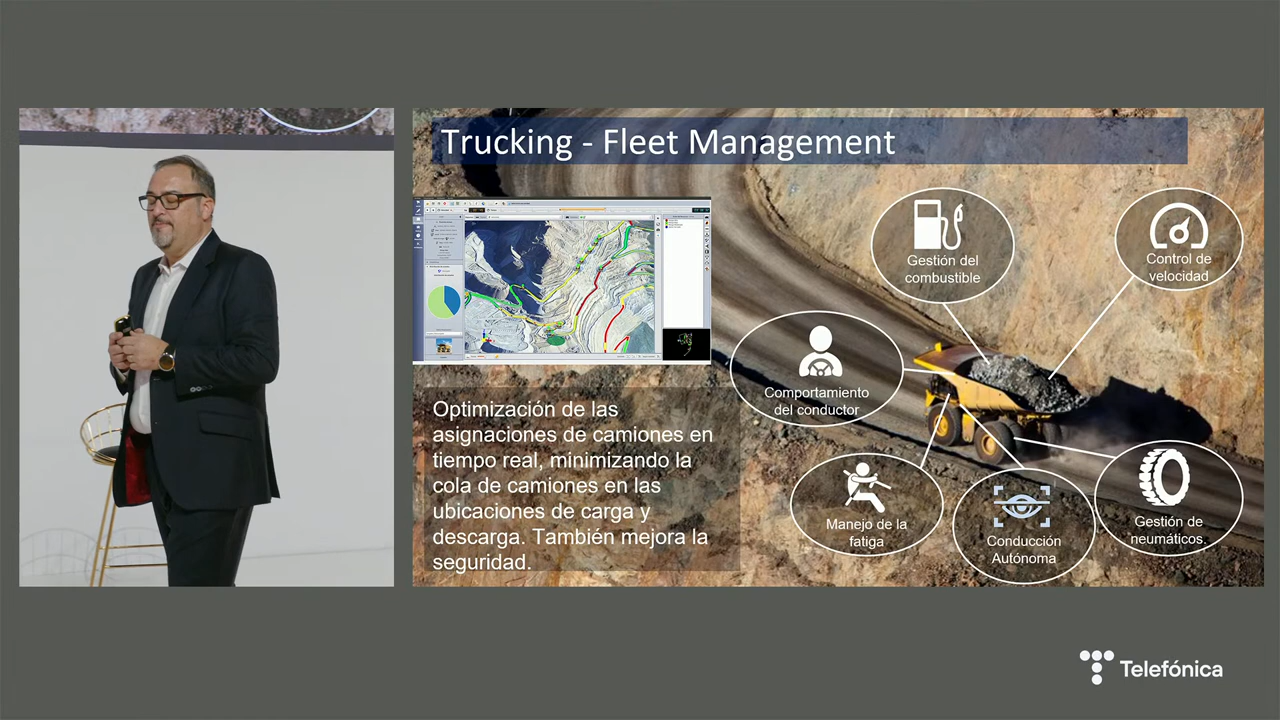 Trucking - Fleet Management
Gestión del
combustible
Control de
velocidad
Comportamiento
del conductor
Optimización de las
asignaciones de camiones en
tiempo real, minimizando la
cola de camiones en las
ubicaciones de carga y
descarga. También mejora la
seguridad.
Manejo de la
fatiga
Conducción
Autónoma
Gestión de
neumáticos.
Telefónica